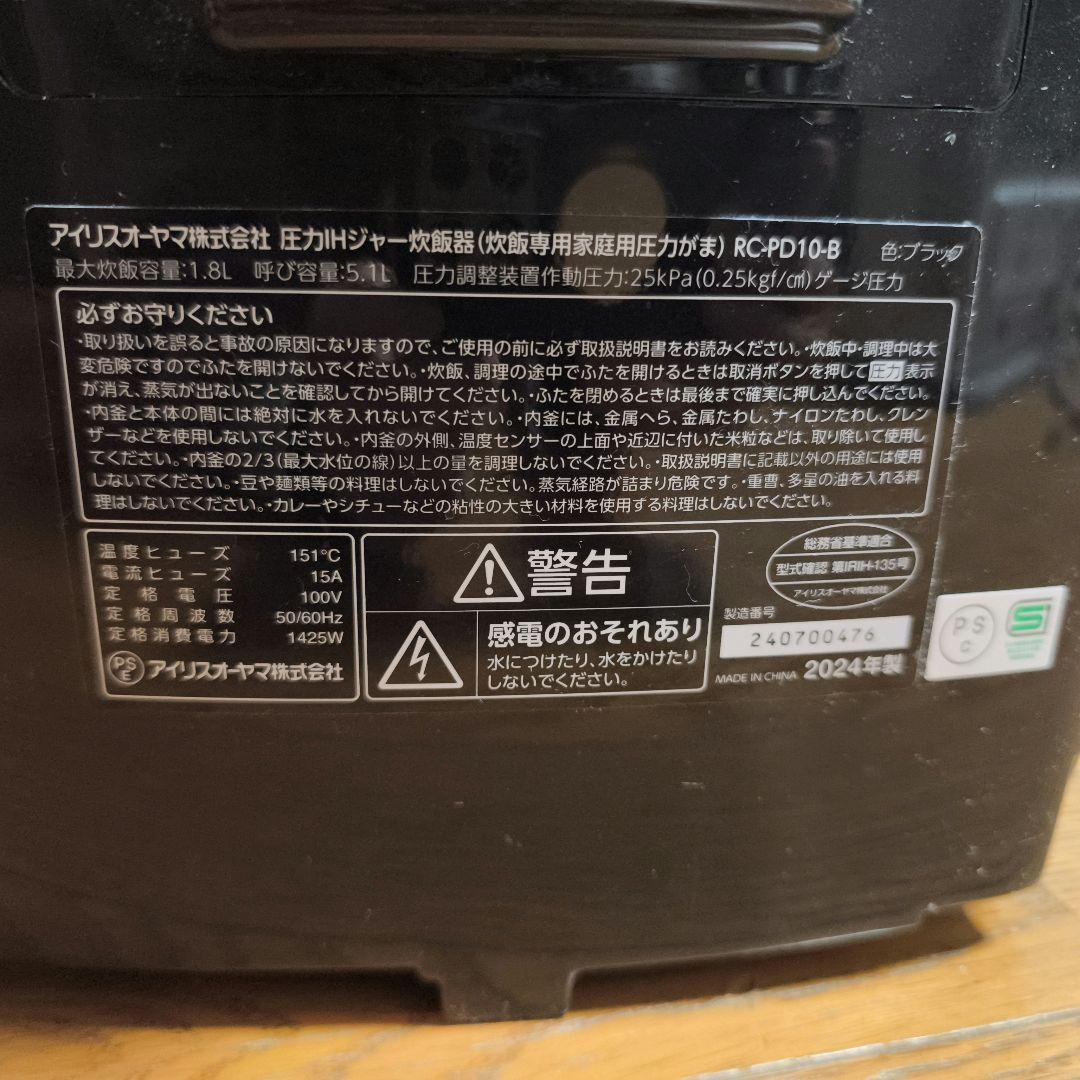 アイリスオーヤマ株式会社 圧力IHジャー炊飯器(炊飯専用家庭用圧力がま) RC-PD10-B 色:ブラック
最大炊飯容量:1.8L 呼び容量:5.1L 圧力調整装置作動圧力:25kPa(0.25kgf/㎠)ゲージ圧力
必ずお守りください
・取り扱いを誤ると事故の原因になりますので、ご使用の前に必ず取扱説明書をお読みください。・炊飯中・調理中は大
変危険ですのでふたを開けないでください。・炊飯、調理の途中でふたを開けるときは取消ボタンを押して圧力表示
が消え、蒸気が出ないことを確認してから開けてください。・ふたを閉めるときは最後まで確実に押し込んでください。
・内釜と本体の間には絶対に水を入れないでください。・内釜には、金属へら、金属たわし、ナイロンたわし、クレン
ザーなどを使用しないでください。・内釜の外側、温度センサーの上面や近辺に付いた米粒などは、取り除いて使用し
てください。・内釜の2/3(最大水位の線)以上の量を調理しないでください。・取扱説明書に記載以外の用途には使用
しないでください。・豆や麺類等の料理はしないでください。蒸気経路が詰まり危険です。・重曹、多量の油を入れる料
理はしないでください。・カレーやシチューなどの粘性の大きい材料を使用する料理はしないでください。
温度ヒューズ 151℃
電流ヒューズ 15A
定格電圧 100V
定格周波数 50/60Hz
定格消費電力 1425W
PSE アイリスオーヤマ株式会社
警告
感電のおそれあり
水につけたり、水をかけたり
しないでください。
総務省基準適合
型式確認 第IRIH-135号
アイリスオーヤマ株式会社
製造番号
240700476
MADE IN CHINA 2024年製
PS
C